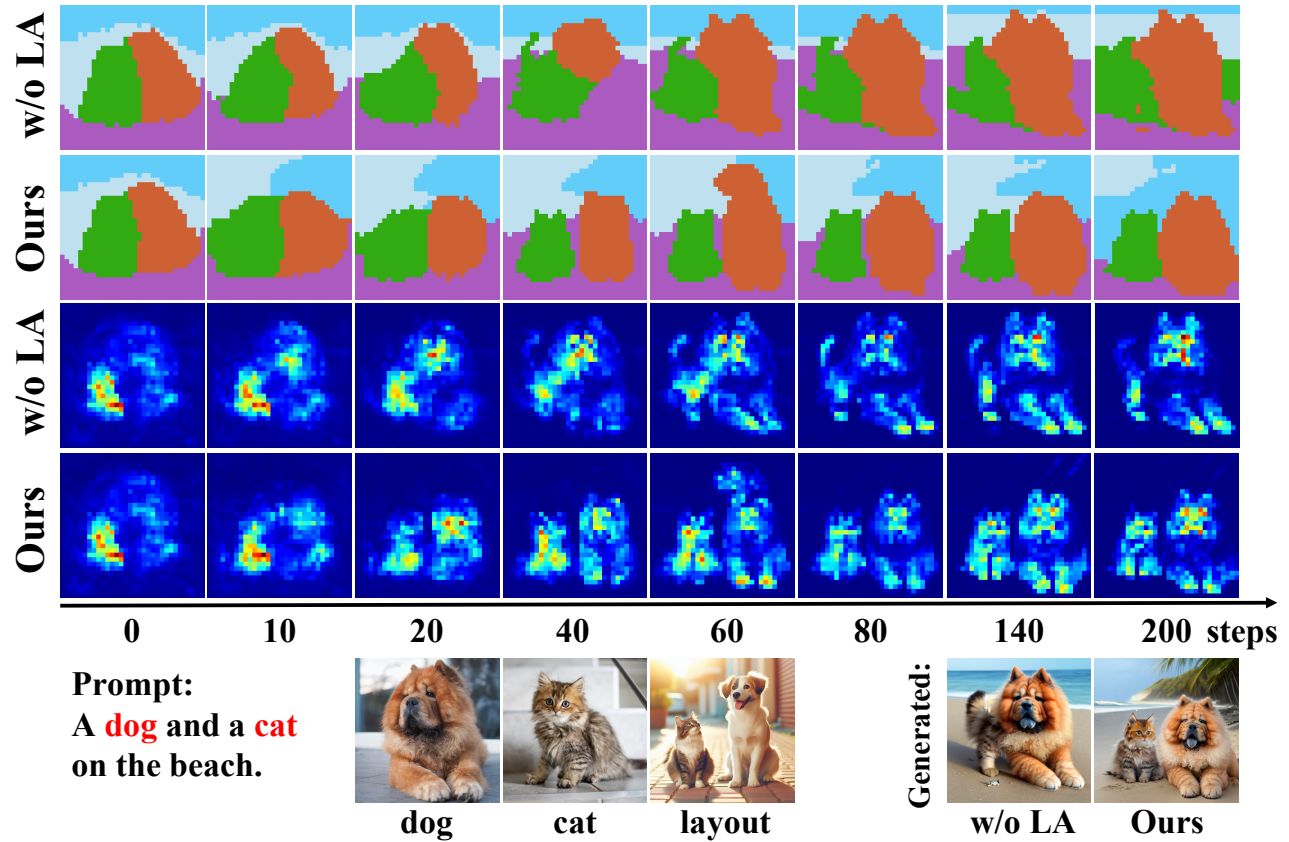 w/o LA
Ours
w/o LA
Ours
0 10 20 40 60 80 140 200 steps
Prompt:
A dog and a cat
on the beach.
Generated:
dog cat layout w/o LA Ours